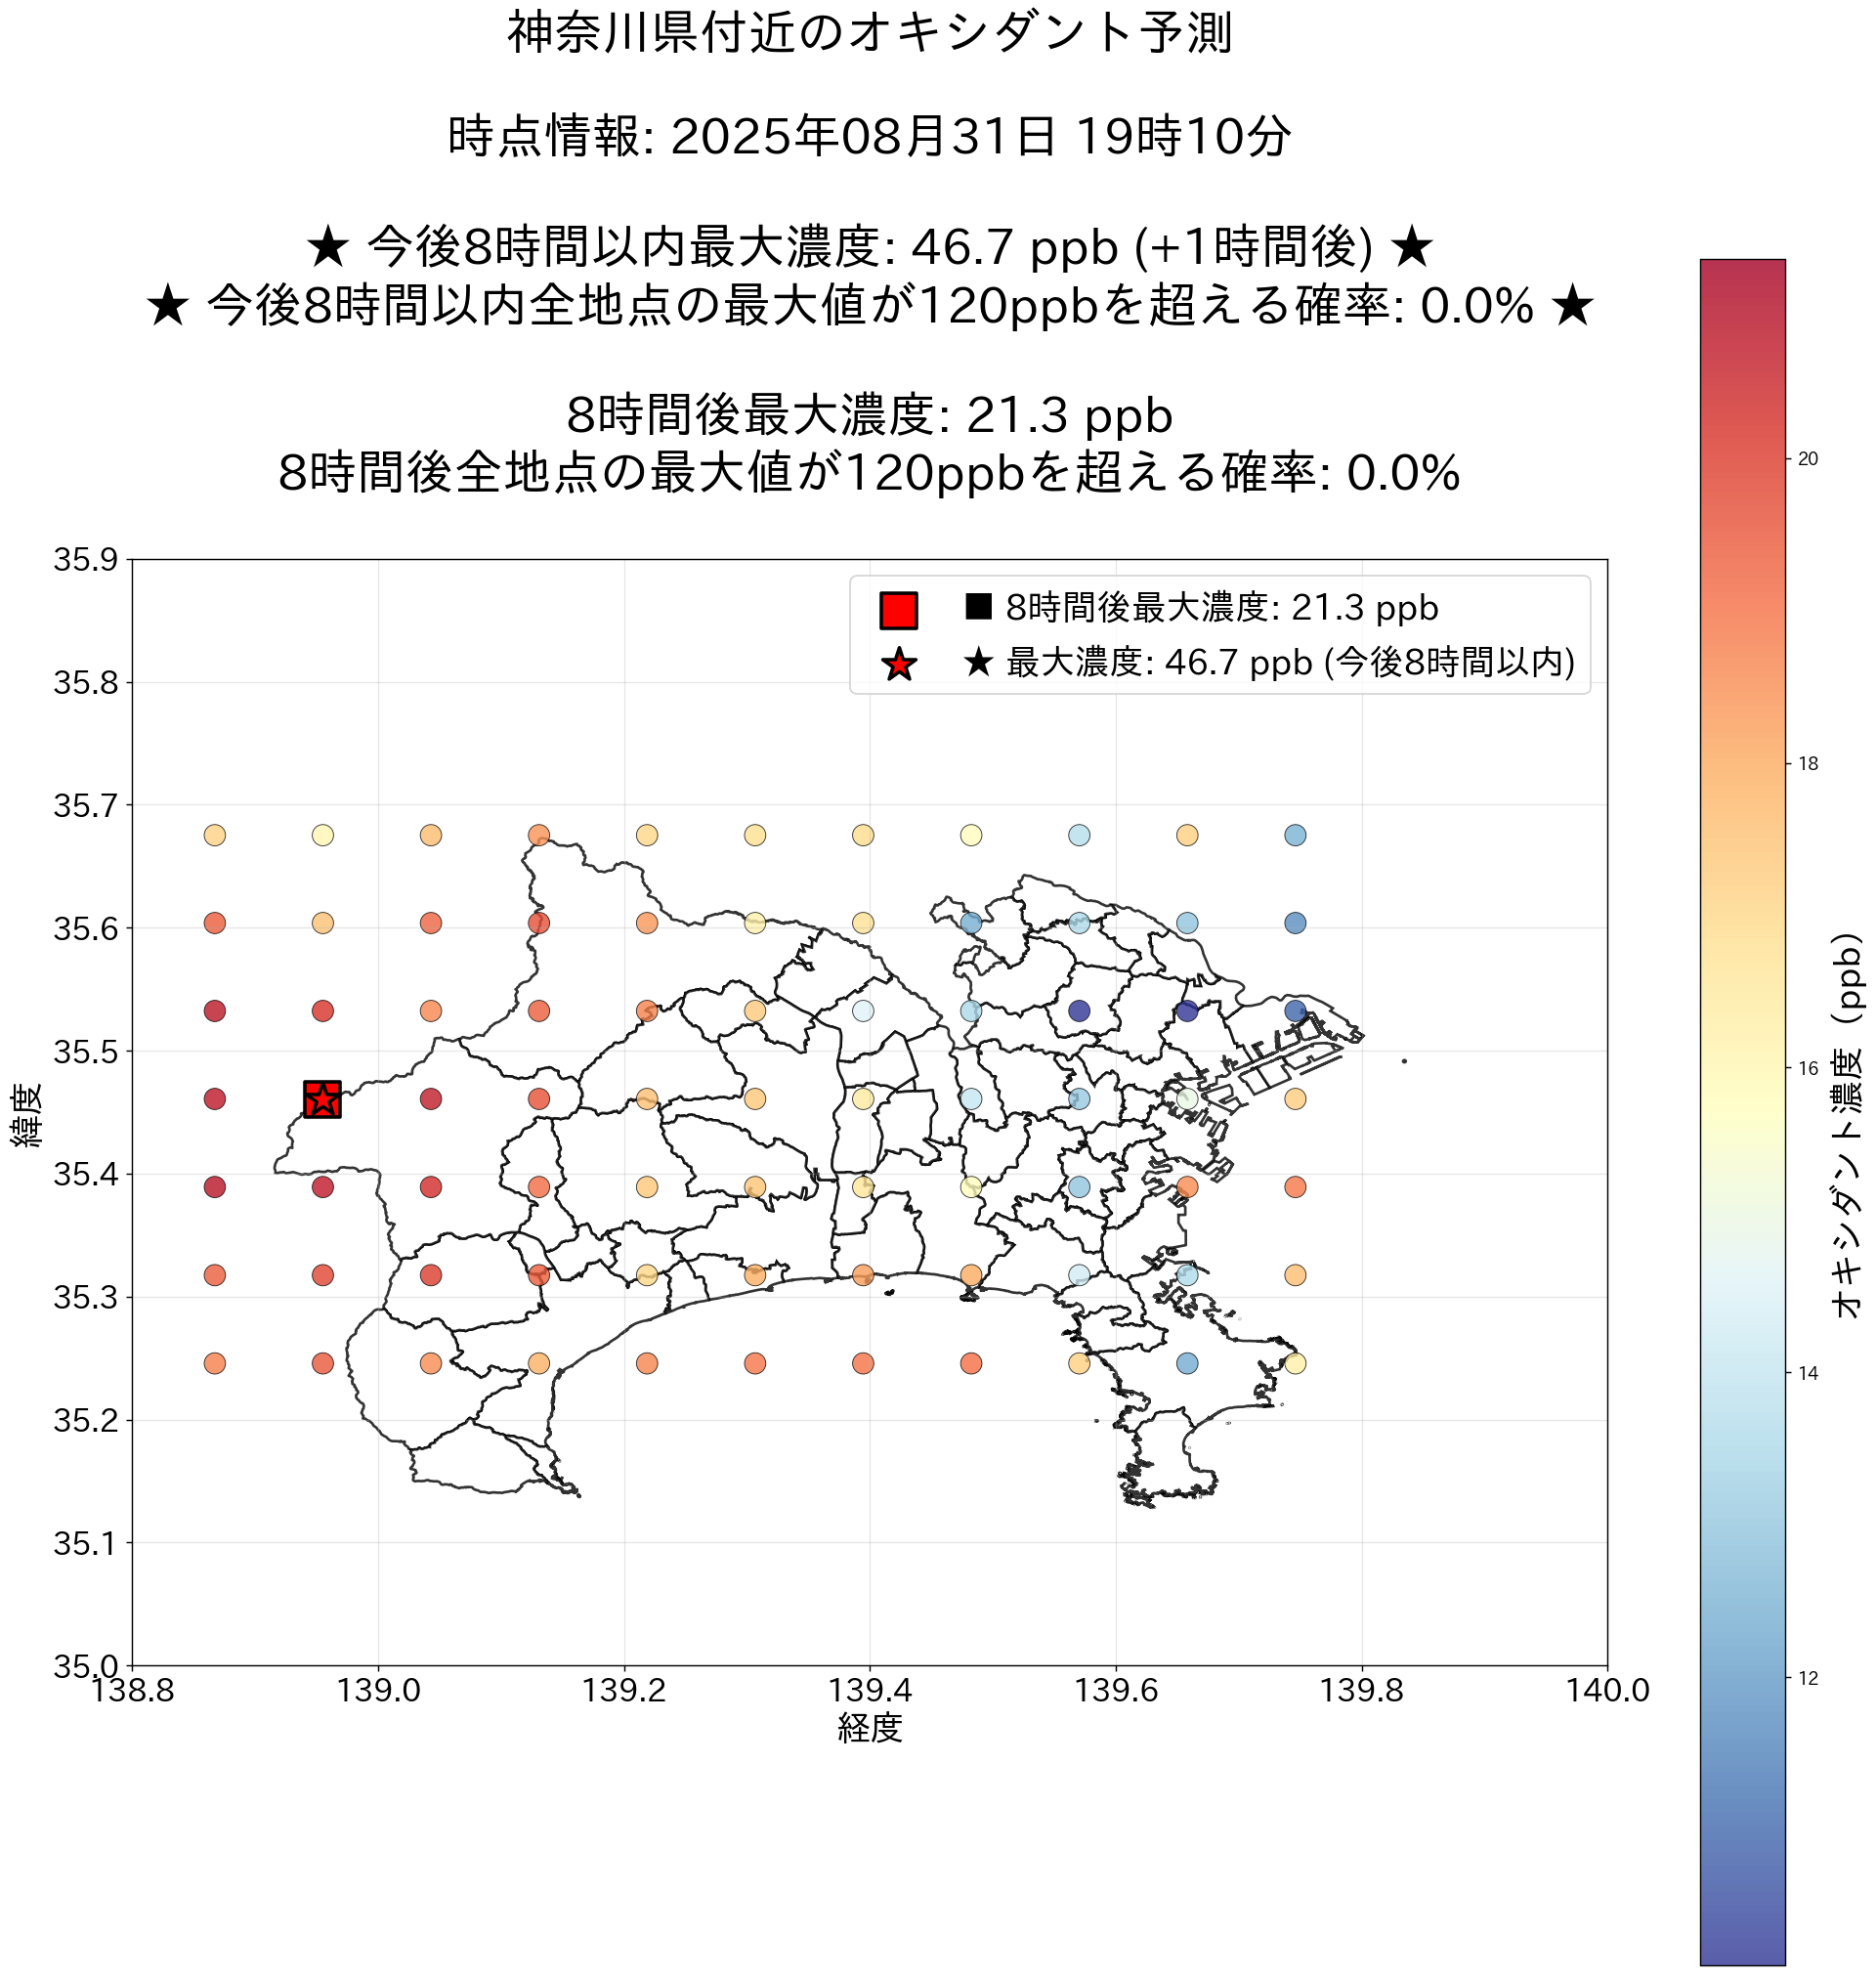 神奈川県付近のオキシダント予測
時点情報: 2025年08月31日 19時10分
★ 今後8時間以内最大濃度: 46.7 ppb (+1時間後) ★
★ 今後8時間以内全地点の最大値が120ppbを超える確率: 0.0% ★
8時間後最大濃度: 21.3 ppb
8時間後全地点の最大値が120ppbを超える確率: 0.0%
■ 8時間後最大濃度: 21.3 ppb
★ 最大濃度: 46.7 ppb (今後8時間以内)
35.9
35.8
35.7
35.6
35.5
35.4
35.3
35.2
35.1
35.0
緯度
138.8
139.0
139.2
139.4
139.6
139.8
140.0
経度
20
18
16
14
12
オキシダント濃度（ppb）